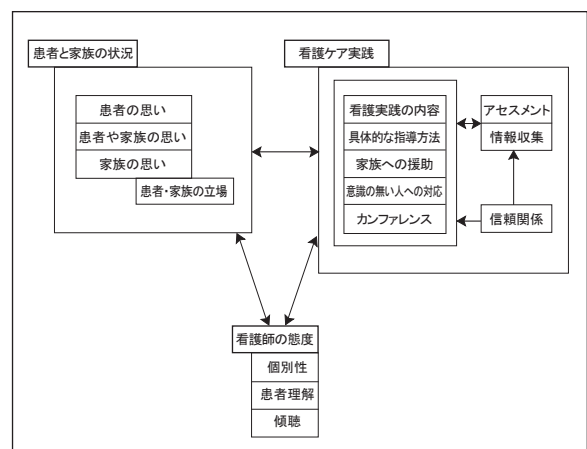 患者と家族の状況
患者の思い
患者や家族の思い
家族の思い
患者・家族の立場
看護ケア実践
看護実践の内容
具体的な指導方法
家族への援助
意識の無い人への対応
カンファレンス
アセスメント
情報収集
信頼関係
看護師の態度
個別性
患者理解
傾聴